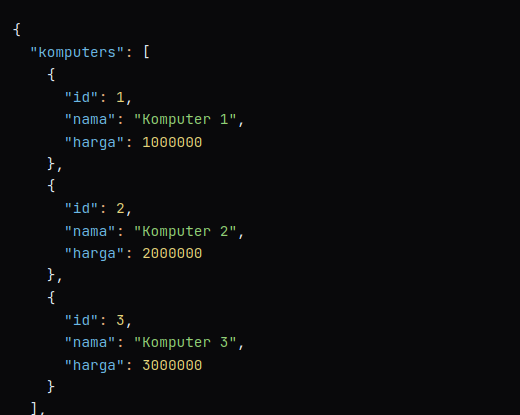 {
  "komputers": [
    {
      "id": 1,
      "nama": "Komputer 1",
      "harga": 1000000
    },
    {
      "id": 2,
      "nama": "Komputer 2",
      "harga": 2000000
    },
    {
      "id": 3,
      "nama": "Komputer 3",
      "harga": 3000000
    }
  ],